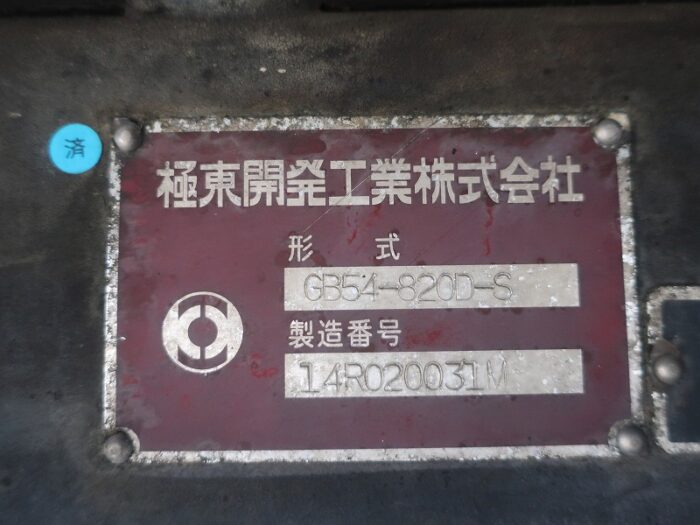 済
極東開発工業株式会社
形 式
GB54-820D-S
製造番号
14R020031M